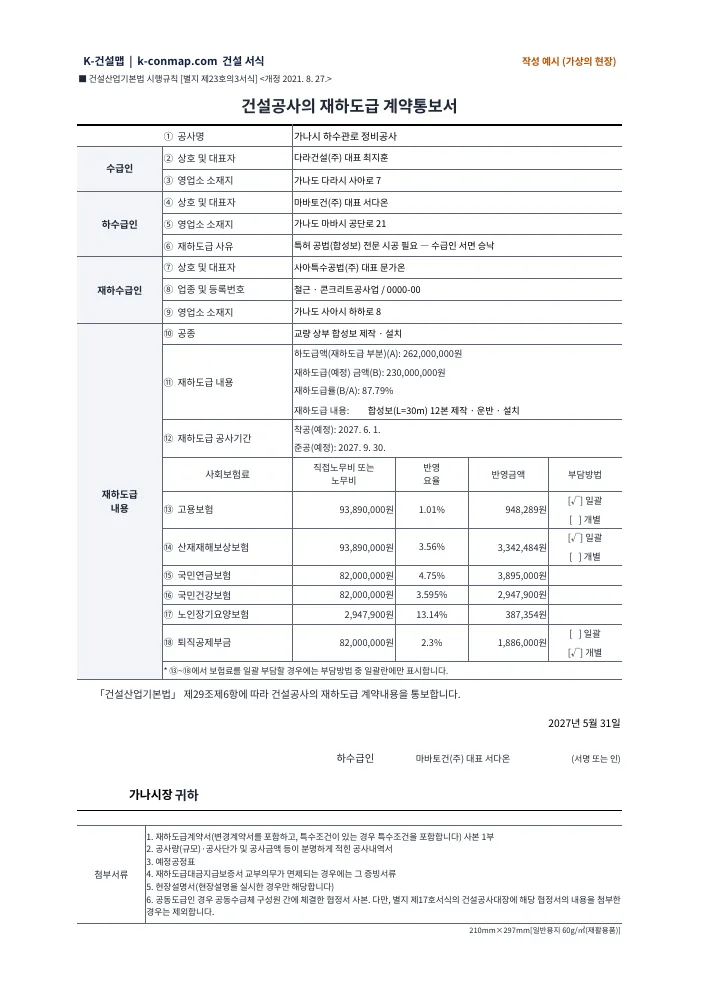 K-건설맵 | k-conmap.com 건설 서식
작성 예시 (가상의 현장)
■ 건설산업기본법 시행규칙 [별지 제23호의3서식] <개정 2021. 8. 27.>
건설공사의 재하도급 계약통보서
① 공사명 가나시 하수관로 정비공사
수급인
② 상호 및 대표자 다라건설(주) 대표 최지훈
③ 영업소 소재지 가나도 다라시 사아로 7
하수급인
④ 상호 및 대표자 마바토건(주) 대표 서다온
⑤ 영업소 소재지 가나도 마바시 공단로 21
⑥ 재하도급 사유 특허 공법(합성보) 전문 시공 필요 — 수급인 서면 승낙
재하수급인
⑦ 상호 및 대표자 사아특수공법(주) 대표 문가온
⑧ 업종 및 등록번호 철근 · 콘크리트공사업 / 0000-00
⑨ 영업소 소재지 가나도 사아시 하하로 8
재하도급
내용
⑩ 공종 교량 상부 합성보 제작 · 설치
⑪ 재하도급 내용
하도급액(재하도급 부분)(A): 262,000,000원
재하도급(예정) 금액(B): 230,000,000원
재하도급률(B/A): 87.79%
재하도급 내용: 합성보(L=30m) 12본 제작 · 운반 · 설치
⑫ 재하도급 공사기간
착공(예정): 2027. 6. 1.
준공(예정): 2027. 9. 30.
사회보험료
직접노무비 또는
노무비
반영
요율
반영금액
부담방법
⑬ 고용보험 93,890,000원 1.01% 948,289원
[√] 일괄
[ ] 개별
⑭ 산재재해보상보험 93,890,000원 3.56% 3,342,484원
[√] 일괄
[ ] 개별
⑮ 국민연금보험 82,000,000원 4.75% 3,895,000원
⑯ 국민건강보험 82,000,000원 3.595% 2,947,900원
⑰ 노인장기요양보험 2,947,900원 13.14% 387,354원
⑱ 퇴직공제부금 82,000,000원 2.3% 1,886,000원
[ ] 일괄
[√] 개별
* ⑬~⑱에서 보험료를 일괄 부담할 경우에는 부담방법 중 일괄란에만 표시합니다.
「건설산업기본법」 제29조제6항에 따라 건설공사의 재하도급 계약내용을 통보합니다.
2027년 5월 31일
하수급인 마바토건(주) 대표 서다온 (서명 또는 인)
가나시장 귀하
첨부서류
1. 재하도급계약서(변경계약서를 포함하고, 특수조건이 있는 경우 특수조건을 포함합니다) 사본 1부
2. 공사량(규모)·공사단가 및 공사금액 등이 분명하게 적힌 공사내역서
3. 예정공정표
4. 재하도급대금지급보증서 교부의무가 면제되는 경우에는 그 증빙서류
5. 현장설명서(현장설명을 실시한 경우만 해당합니다)
6. 공동도급인 경우 공동수급체 구성원 간에 체결한 협정서 사본. 다만, 별지 제17호서식의 건설공사대장에 해당 협정서의 내용을 첨부한
경우는 제외합니다.
210mm×297mm[일반용지 60g/㎡(재활용품)]